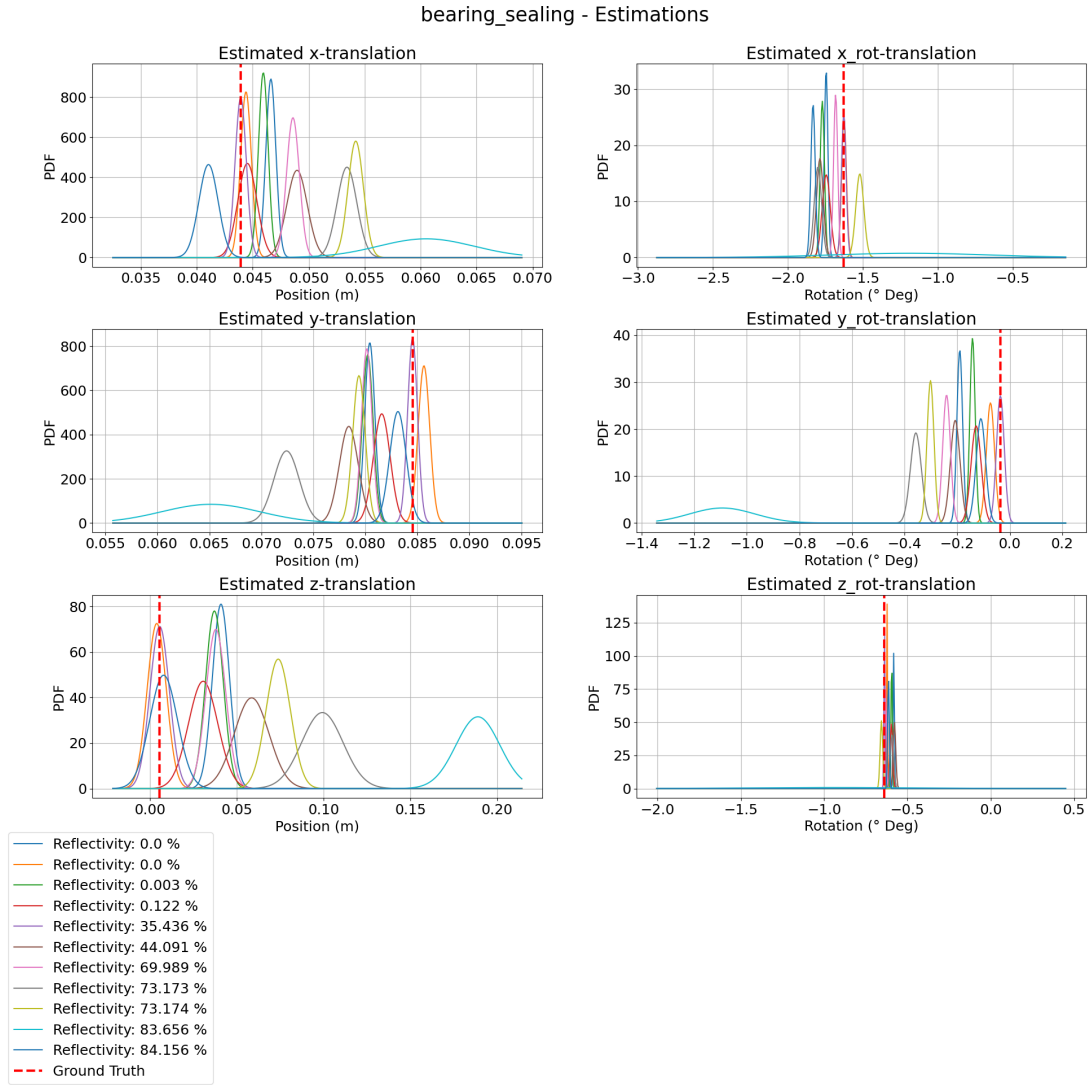 bearing_sealing - Estimations
Estimated x-translation
PDF
800
600
400
200
0
0.035 0.040 0.045 0.050 0.055 0.060 0.065 0.070
Position (m)
Estimated x_rot-translation
PDF
30
20
10
0
−3.0 −2.5 −2.0 −1.5 −1.0 −0.5
Rotation (° Deg)
Estimated y-translation
PDF
800
600
400
200
0
0.055 0.060 0.065 0.070 0.075 0.080 0.085 0.090 0.095
Position (m)
Estimated y_rot-translation
PDF
40
30
20
10
0
−1.4 −1.2 −1.0 −0.8 −0.6 −0.4 −0.2 0.0 0.2
Rotation (° Deg)
Estimated z-translation
PDF
80
60
40
20
0
0.00 0.05 0.10 0.15 0.20
Position (m)
Estimated z_rot-translation
PDF
125
100
75
50
25
0
−2.0 −1.5 −1.0 −0.5 0.0 0.5
Rotation (° Deg)
Reflectivity: 0.0 %
Reflectivity: 0.0 %
Reflectivity: 0.003 %
Reflectivity: 0.122 %
Reflectivity: 35.436 %
Reflectivity: 44.091 %
Reflectivity: 69.989 %
Reflectivity: 73.173 %
Reflectivity: 73.174 %
Reflectivity: 83.656 %
Reflectivity: 84.156 %
Ground Truth